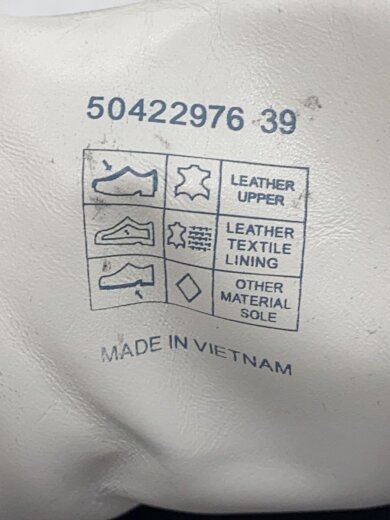 50422976 39
LEATHER
UPPER
LEATHER
TEXTILE
LINING
OTHER
MATERIAL
SOLE
MADE IN VIETNAM